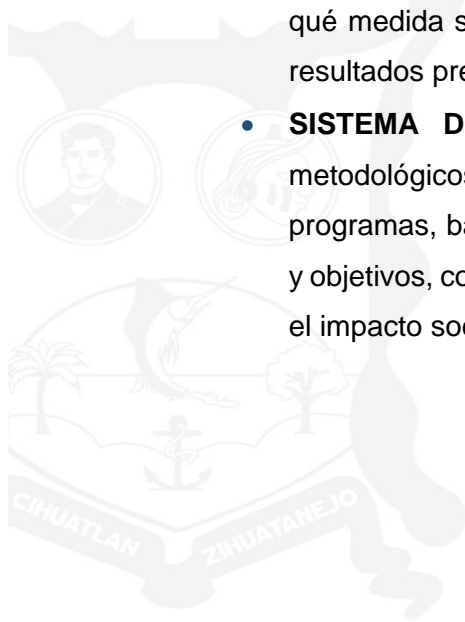 qué medida s
resultados pre
• SISTEMA D
metodológicos
programas, ba
y objetivos, co
el impacto soc
CIHUATLAN
ZIHUATANEJO